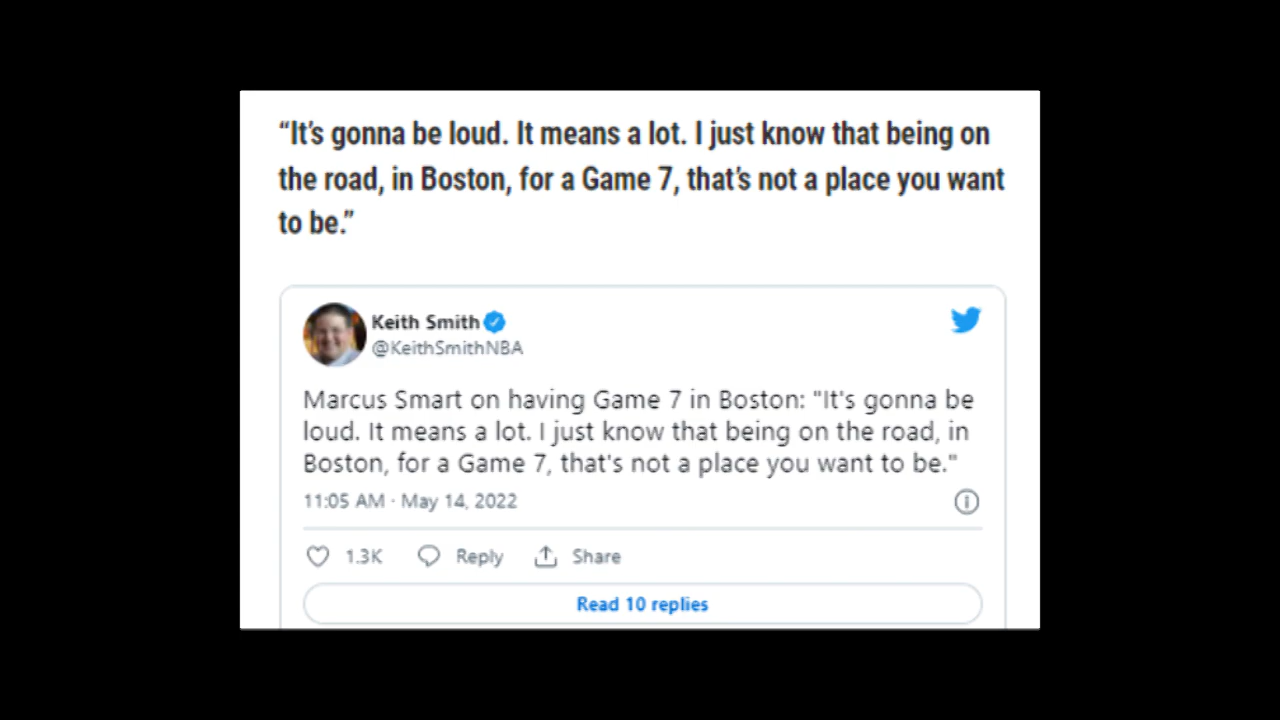 “It’s gonna be loud. It means a lot. I just know that being on
the road, in Boston, for a Game 7, that’s not a place you want
to be.”
Keith Smith
@KeithSmithNBA
Marcus Smart on having Game 7 in Boston: "It's gonna be
loud. It means a lot. I just know that being on the road, in
Boston, for a Game 7, that's not a place you want to be."
11:05 AM · May 14, 2022
1.3K Reply Share
Read 10 replies